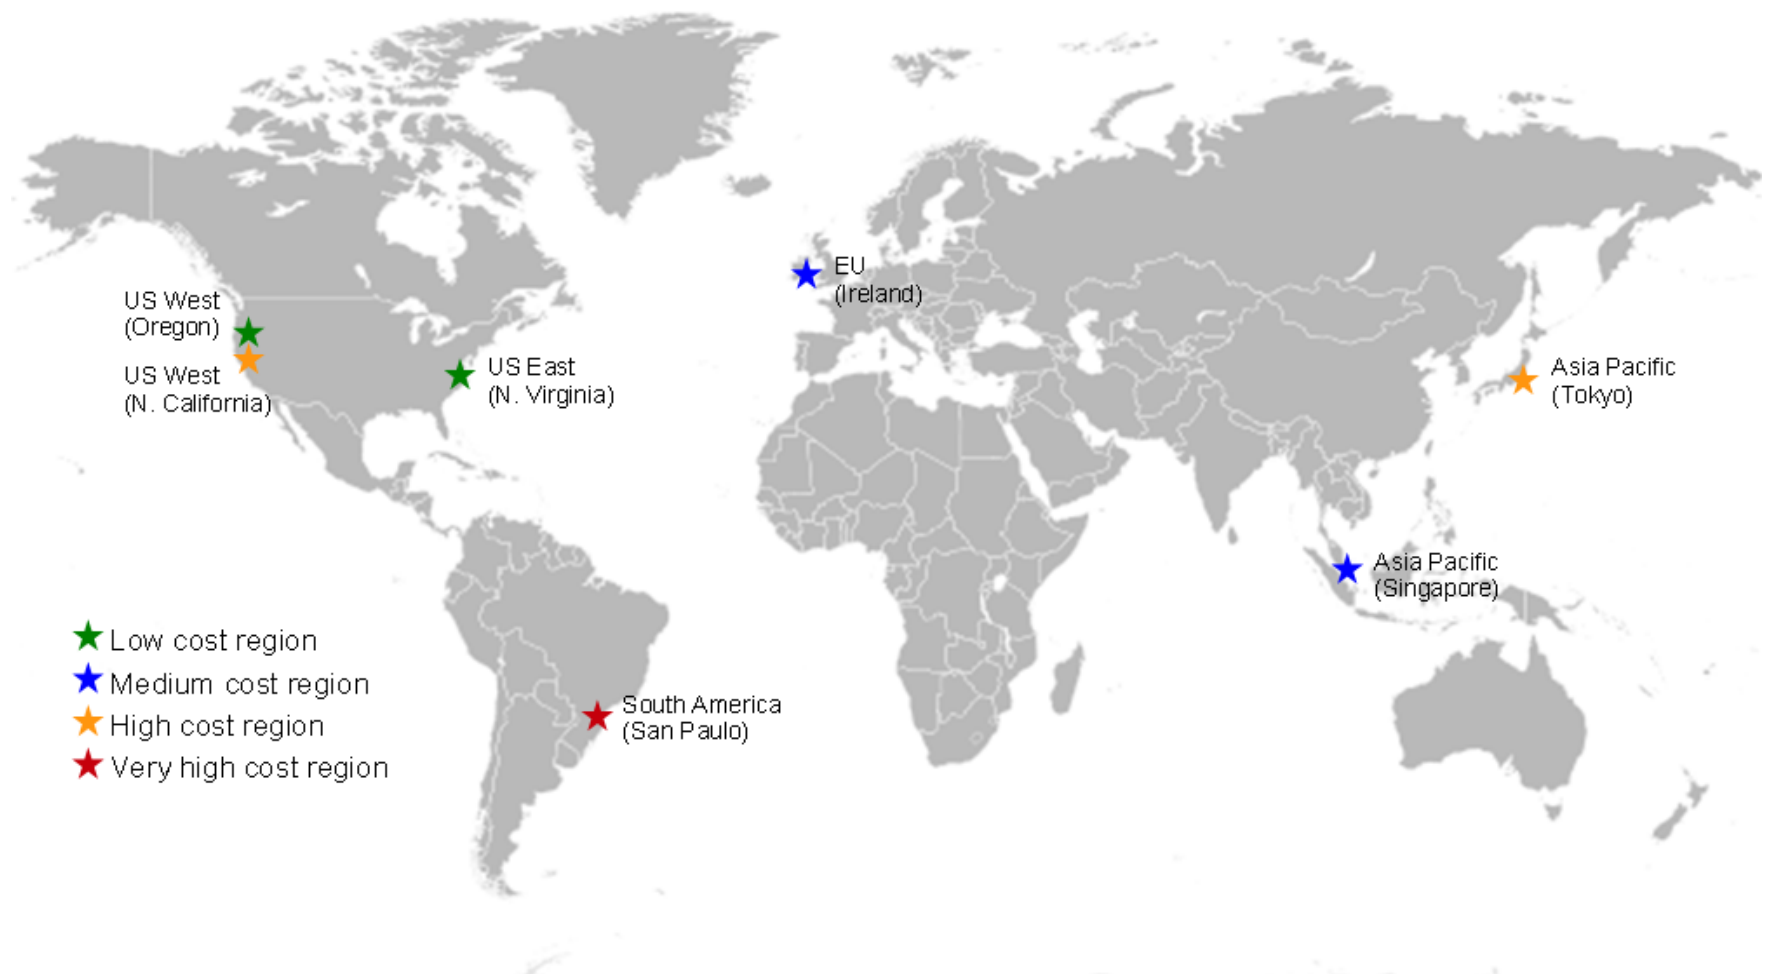 US West
(Oregon)
US West
(N. California)
US East
(N. Virginia)
EU
(Ireland)
Asia Pacific
(Tokyo)
Asia Pacific
(Singapore)
South America
(San Paulo)
Low cost region
Medium cost region
High cost region
Very high cost region